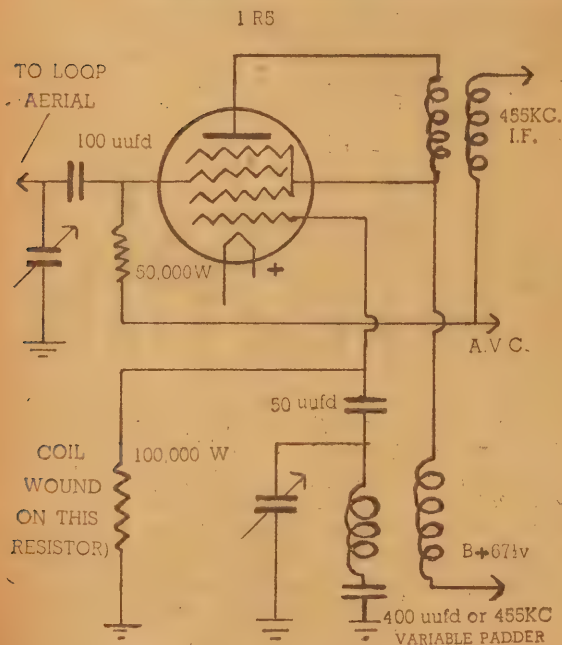 1 R5
TO LOOP
AERIAL
100 uufd
455KC.
I.F.
50,000W
+
A.V.C.
50 uufd
COIL
WOUND
ON THIS
RESISTOR)
100,000 W
B+67½v
400 uufd or 455KC
VARIABLE PADDER